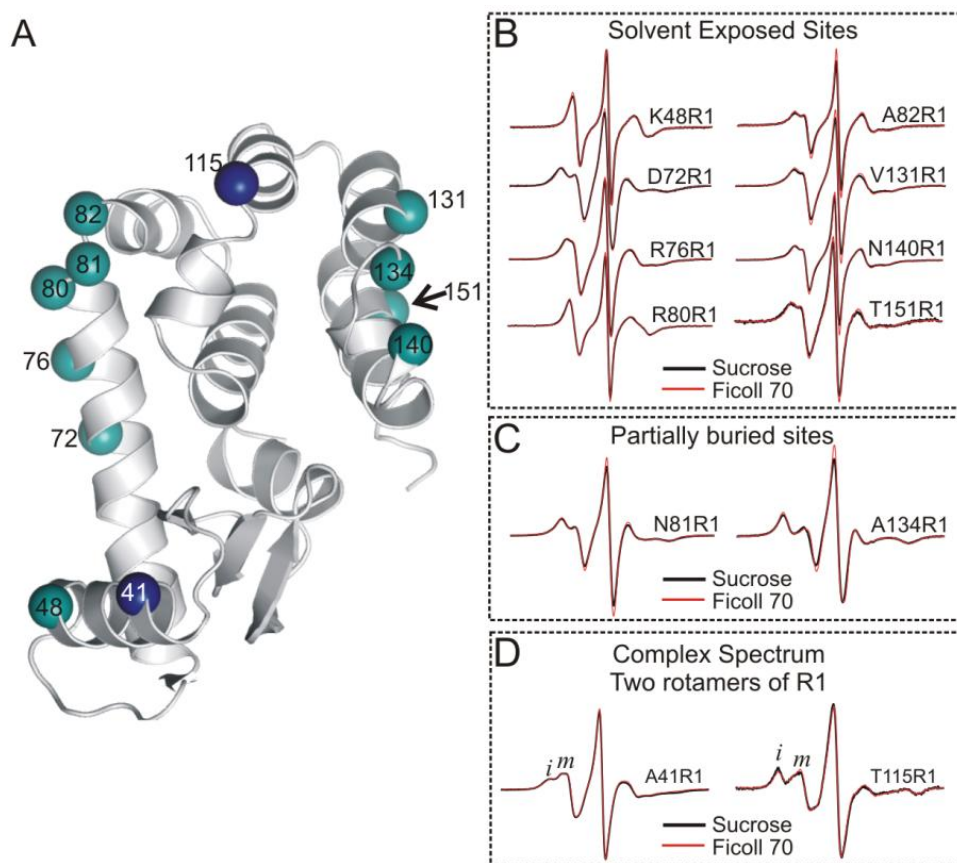 A
115
131
82
81
134
80
151
140
76
72
41
48
B
Solvent Exposed Sites
K48R1
A82R1
D72R1
V131R1
R76R1
N140R1
R80R1
T151R1
Sucrose
Ficoll 70
C
Partially buried sites
N81R1
A134R1
Sucrose
Ficoll 70
D
Complex Spectrum
Two rotamers of R1
i m
A41R1
i m
T115R1
Sucrose
Ficoll 70